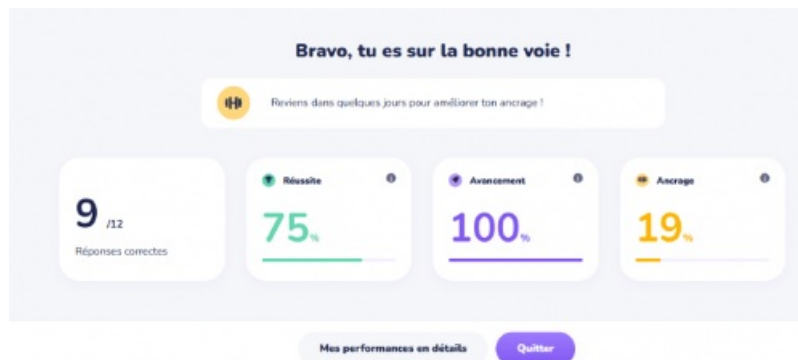 Bravo, tu es sur la bonne voie !
Reviens dans quelques jours pour améliorer ton ancrage !
9 /12
Réponses correctes
Réussite
75%
Avancement
100%
Ancrage
19%
Mes performances en détails
Quitter